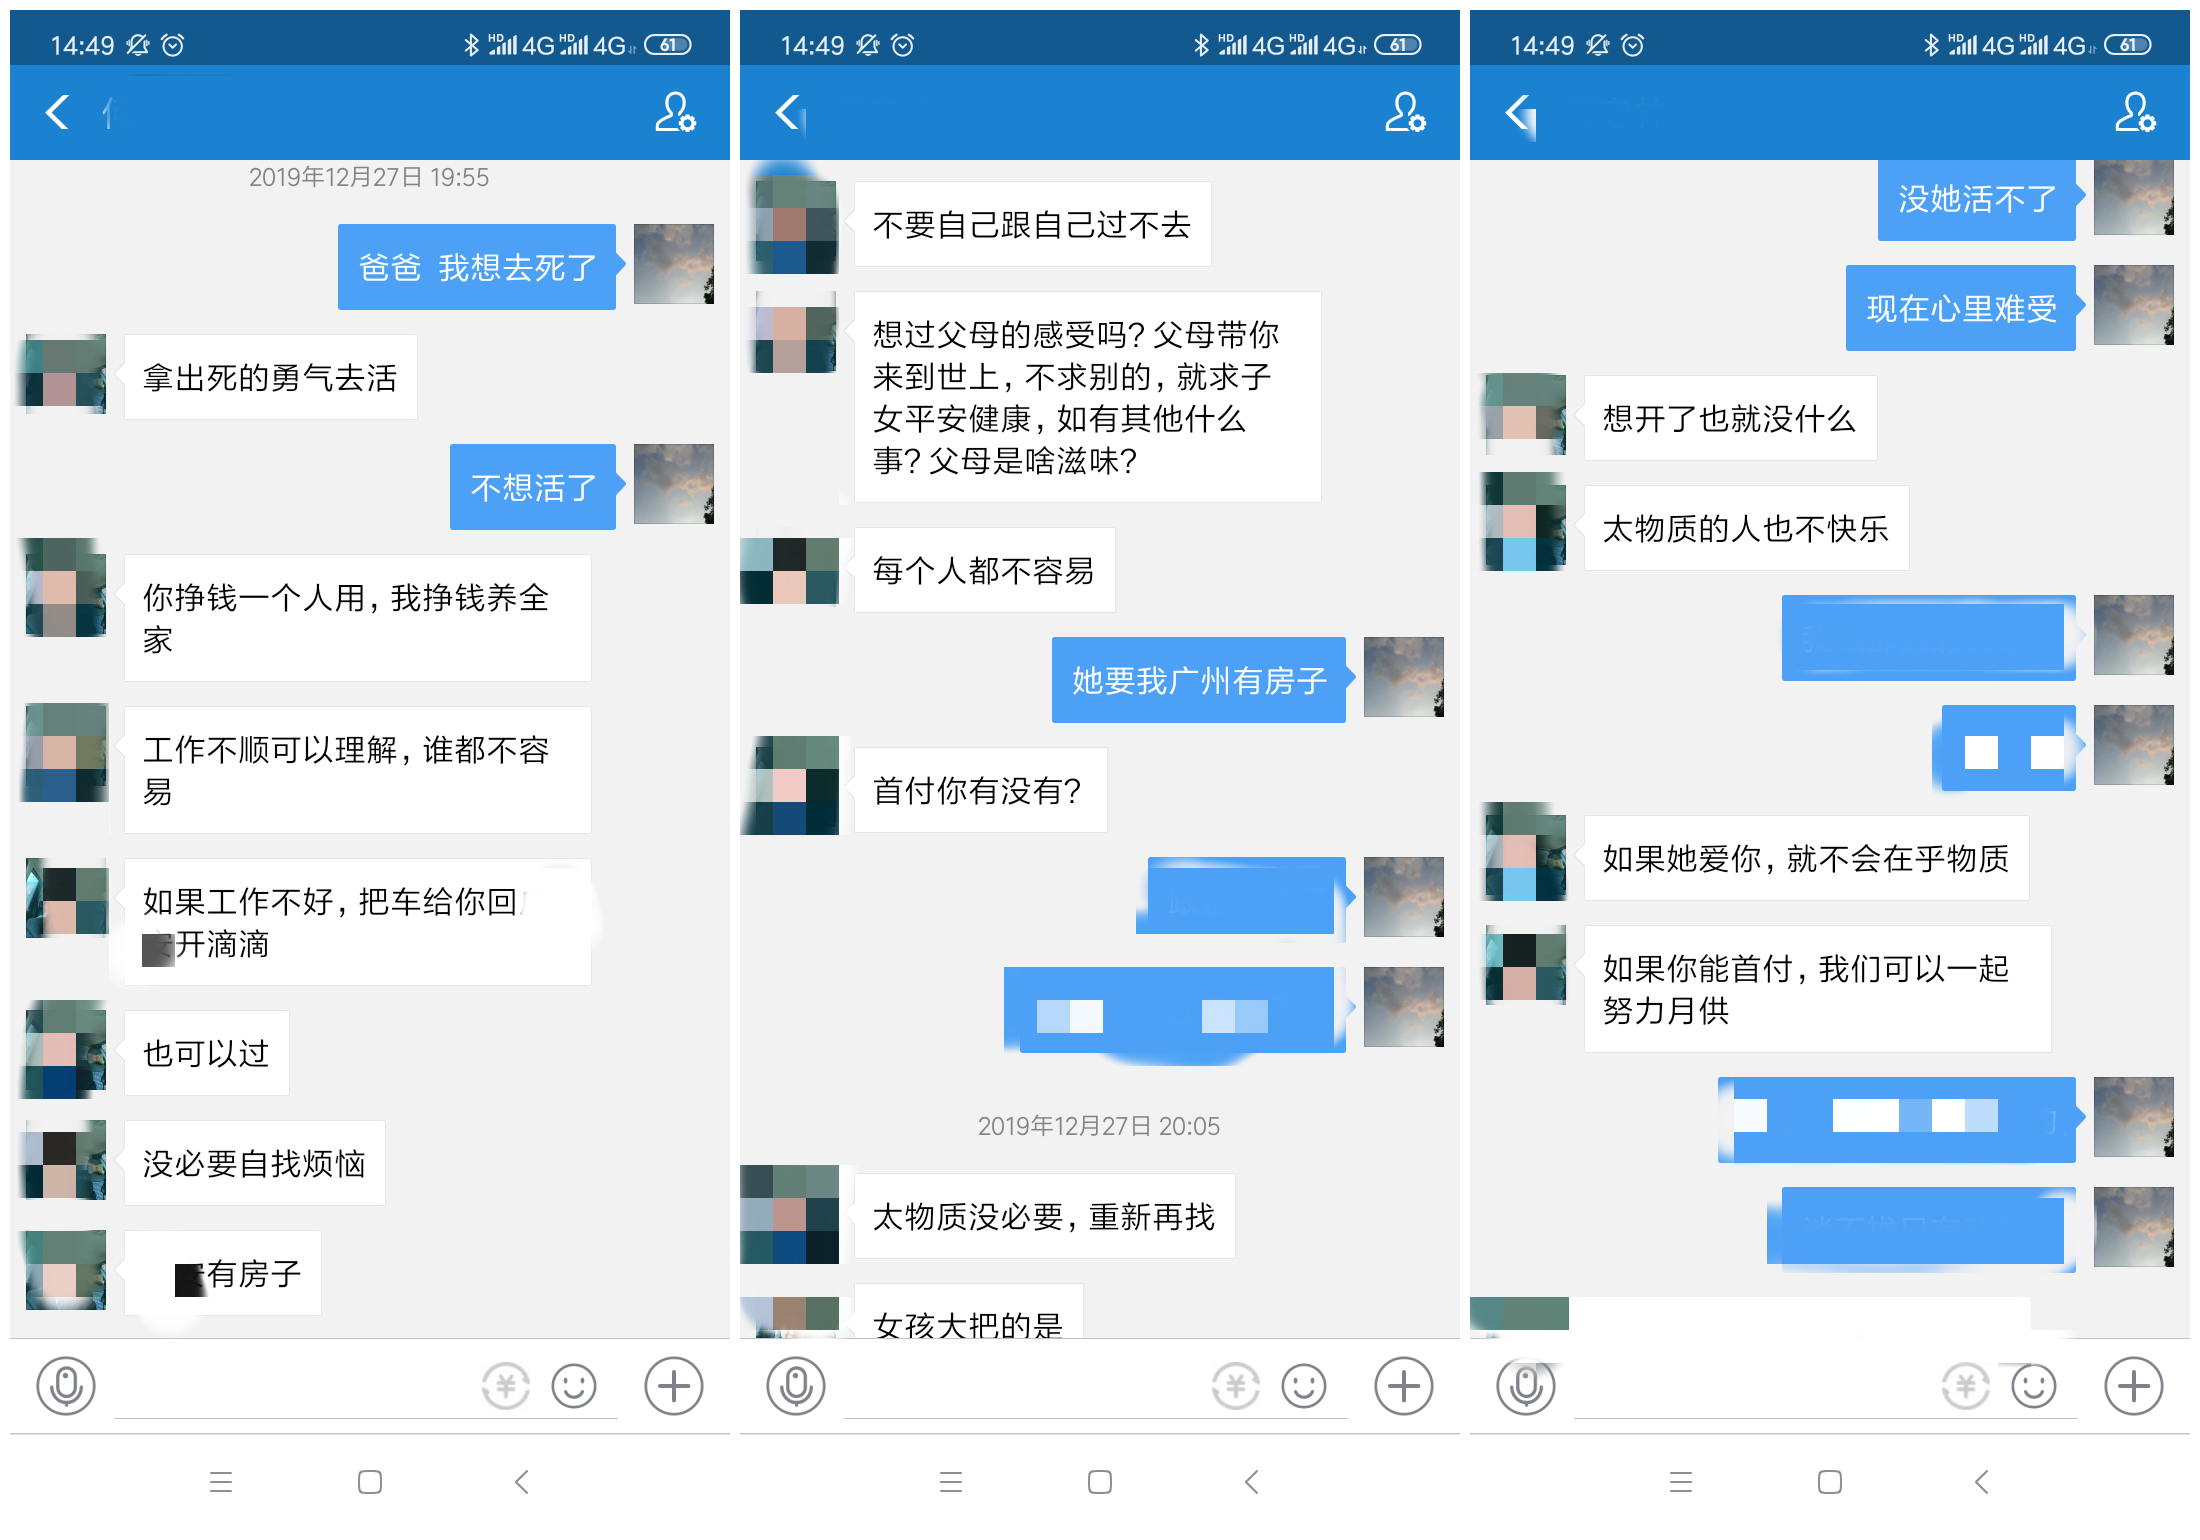 14:49
HD 4G HD 4G 61
2019年12月27日 19:55
爸爸 我想去死了
拿出死的勇气去活
不想活了
你挣钱一个人用，我挣钱养全
家
工作不顺可以理解，谁都不容
易
如果工作不好，把车给你回
开滴滴
也可以过
没必要自找烦恼
有房子
14:49
HD 4G HD 4G 61
不要自己跟自己过不去
想过父母的感受吗？父母带你
来到世上，不求别的，就求子
女平安健康，如有其他什么
事？父母是啥滋味？
每个人都不容易
她要我广州有房子
首付你有没有？
2019年12月27日 20:05
太物质没必要，重新再找
女孩大把的是
14:49
HD 4G HD 4G 61
没她活不了
现在心里难受
想开了也就没什么
太物质的人也不快乐
如果她爱你，就不会在乎物质
如果你能首付，我们可以一起
努力月供